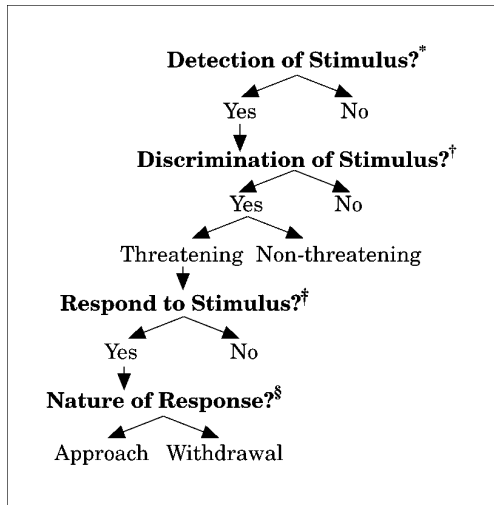 Detection of Stimulus?*
Yes No
Discrimination of Stimulus?†
Yes No
Threatening Non-threatening
Respond to Stimulus?‡
Yes No
Nature of Response?§
Approach Withdrawal